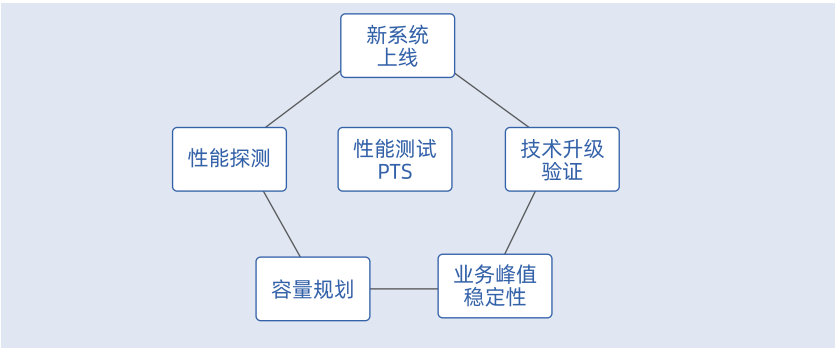 新系统
上线
性能探测
性能测试
PTS
技术升级
验证
容量规划
业务峰值
稳定性